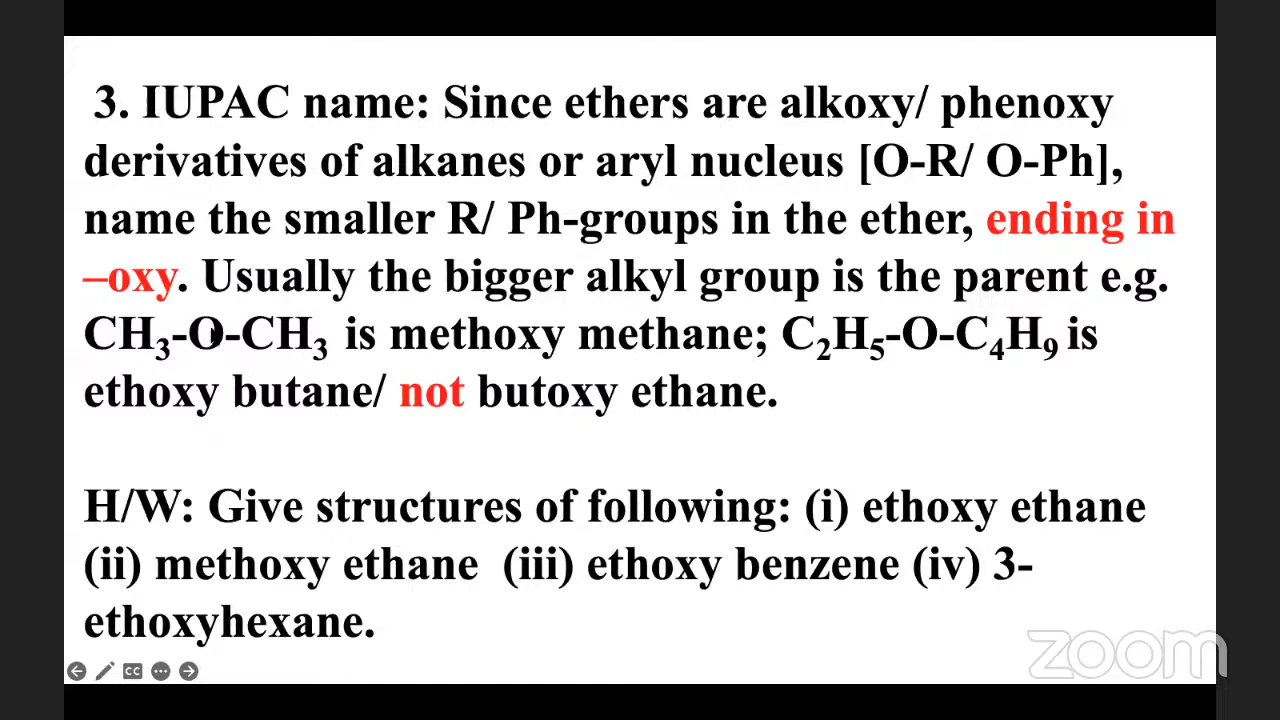 3. IUPAC name: Since ethers are alkoxy/ phenoxy
derivatives of alkanes or aryl nucleus [O-R/ O-Ph],
name the smaller R/ Ph-groups in the ether, ending in
–oxy. Usually the bigger alkyl group is the parent e.g.
CH₃-O-CH₃ is methoxy methane; C₂H₅-O-C₄H₉ is
ethoxy butane/ not butoxy ethane.
H/W: Give structures of following: (i) ethoxy ethane
(ii) methoxy ethane (iii) ethoxy benzene (iv) 3-
ethoxyhexane.
zoom
CC